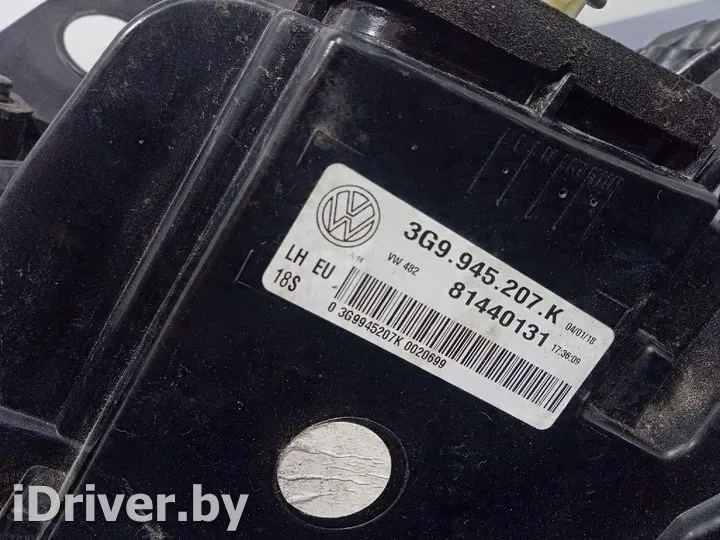 3G9.945.207.K
VW 482
04/01/18
A.14
LH EU
81440131
17:36:09
18S
0 3G9945207K 0020699
iDriver.by